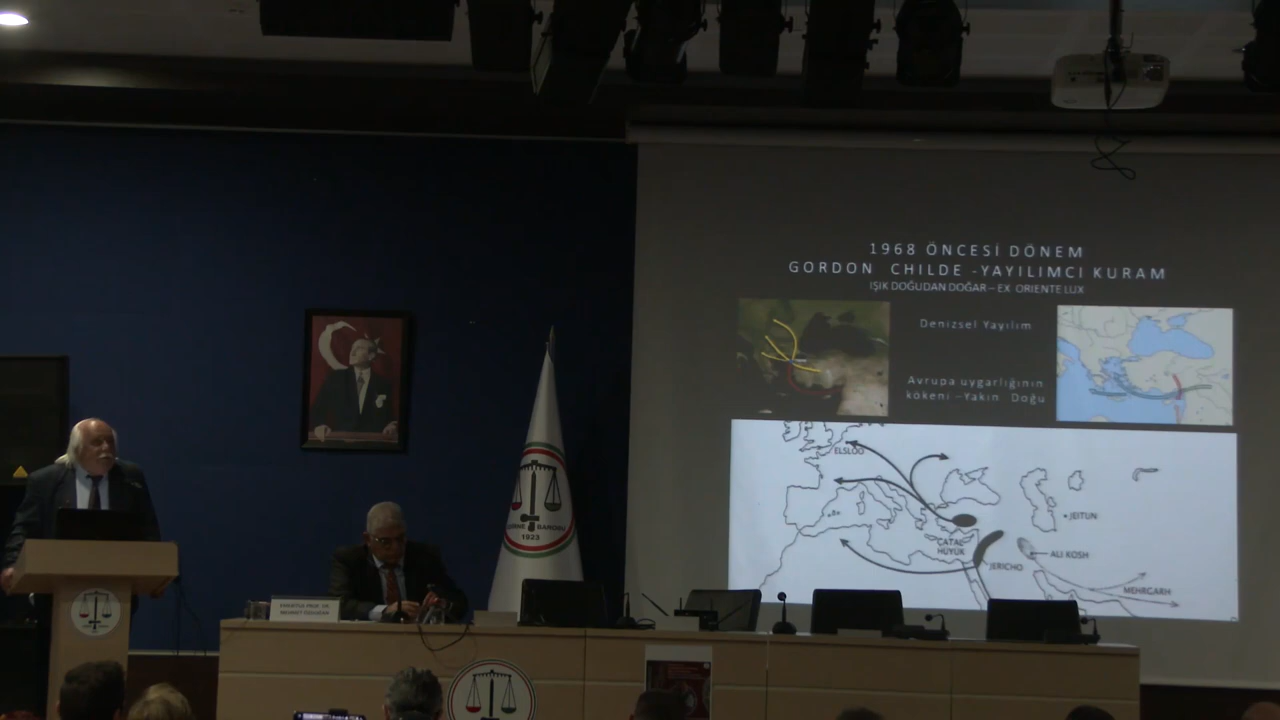 1968 ÖNCESİ DÖNEM
GORDON CHILDE -YAYILIMCI KURAM
IŞIK DOĞUDAN DOĞAR – EX ORIENTE LUX
Denizsel Yayılım
Avrupa uygarlığının
kökeni –Yakın Doğu
ELSLOO
JEITUN
ÇATAL
HÜYÜK
JERICHO
ALI KOSH
MEHRGARH
BAROSU
1923